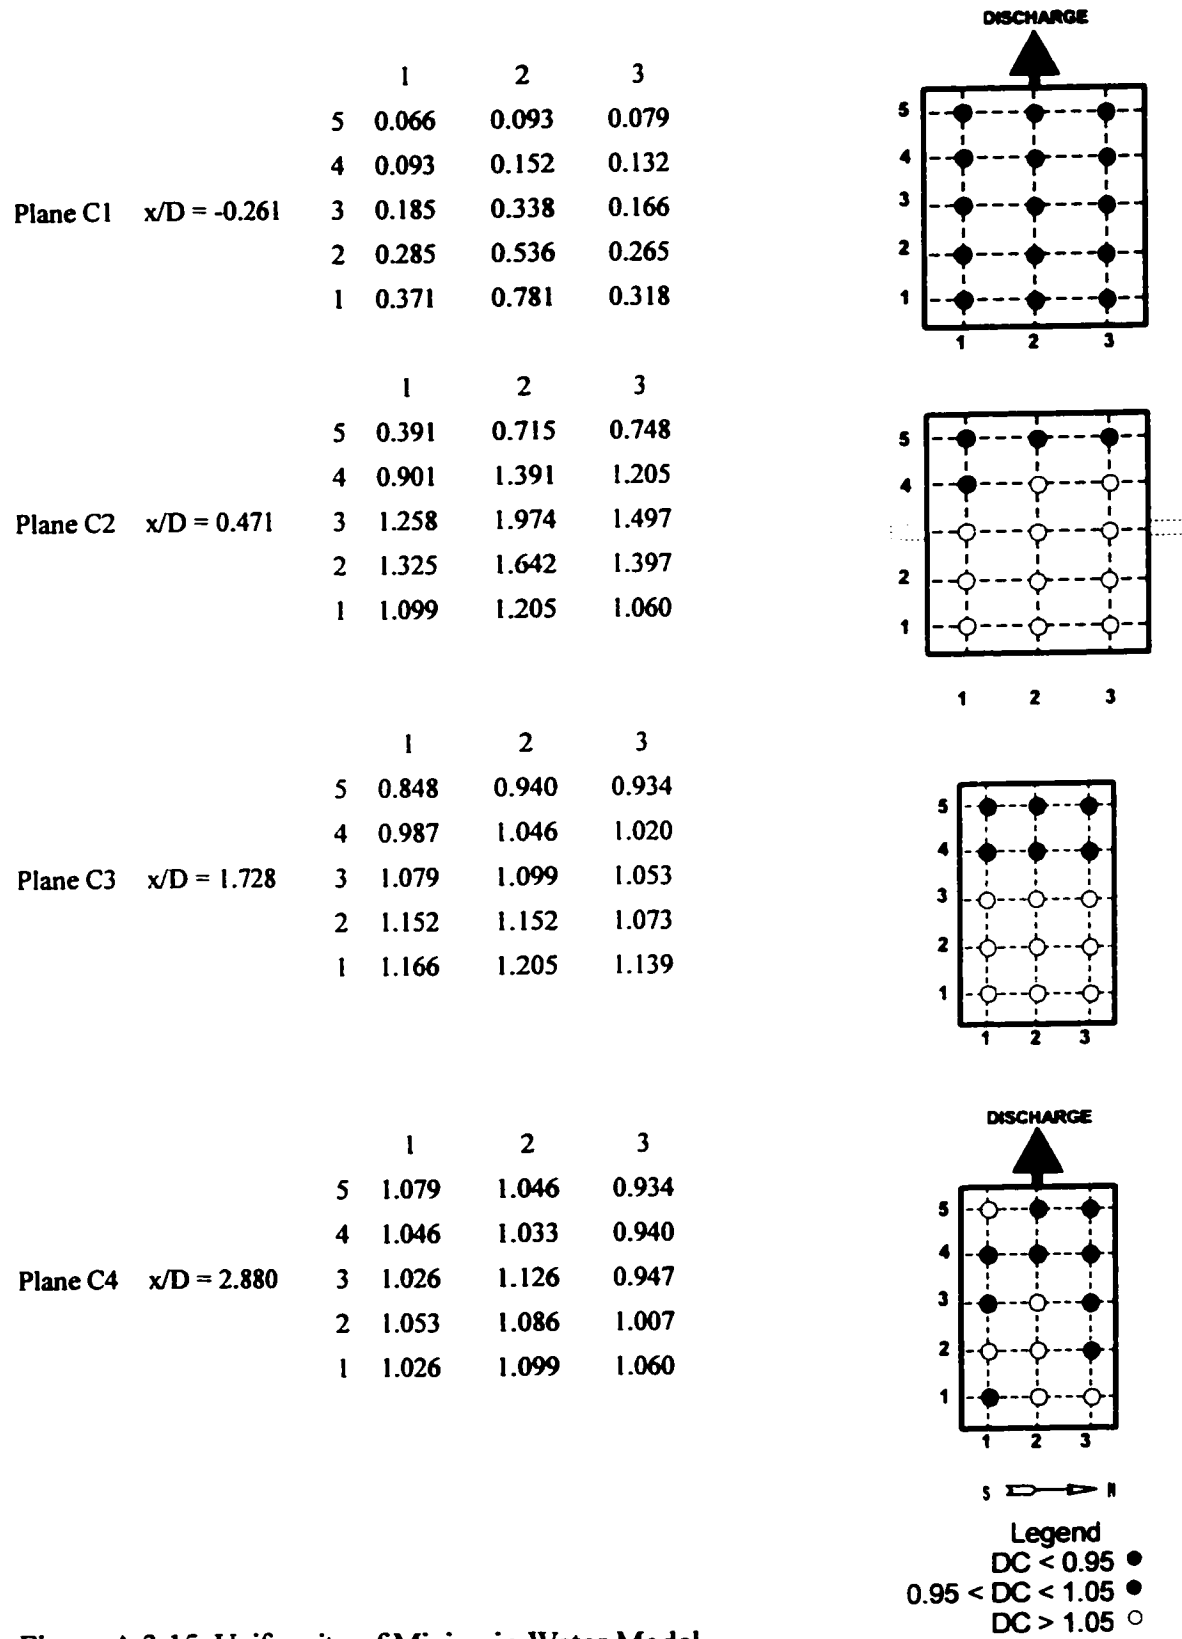 DISCHARGE
1 2 3
5 0.066 0.093 0.079
4 0.093 0.152 0.132
Plane C1 x/D = -0.261 3 0.185 0.338 0.166
2 0.285 0.536 0.265
1 0.371 0.781 0.318
5
4
3
2
1
1 2 3
1 2 3
5 0.391 0.715 0.748
4 0.901 1.391 1.205
Plane C2 x/D = 0.471 3 1.258 1.974 1.497
2 1.325 1.642 1.397
1 1.099 1.205 1.060
5
4
2
1
1 2 3
1 2 3
5 0.848 0.940 0.934
4 0.987 1.046 1.020
Plane C3 x/D = 1.728 3 1.079 1.099 1.053
2 1.152 1.152 1.073
1 1.166 1.205 1.139
5
4
3
2
1
1 2 3
DISCHARGE
1 2 3
5 1.079 1.046 0.934
4 1.046 1.033 0.940
Plane C4 x/D = 2.880 3 1.026 1.126 0.947
2 1.053 1.086 1.007
1 1.026 1.099 1.060
5
4
3
2
1
1 2 3
S N
Legend
DC < 0.95
0.95 < DC < 1.05
DC > 1.05
Figure A.3.15 Uniformity of Mixing in Water Model